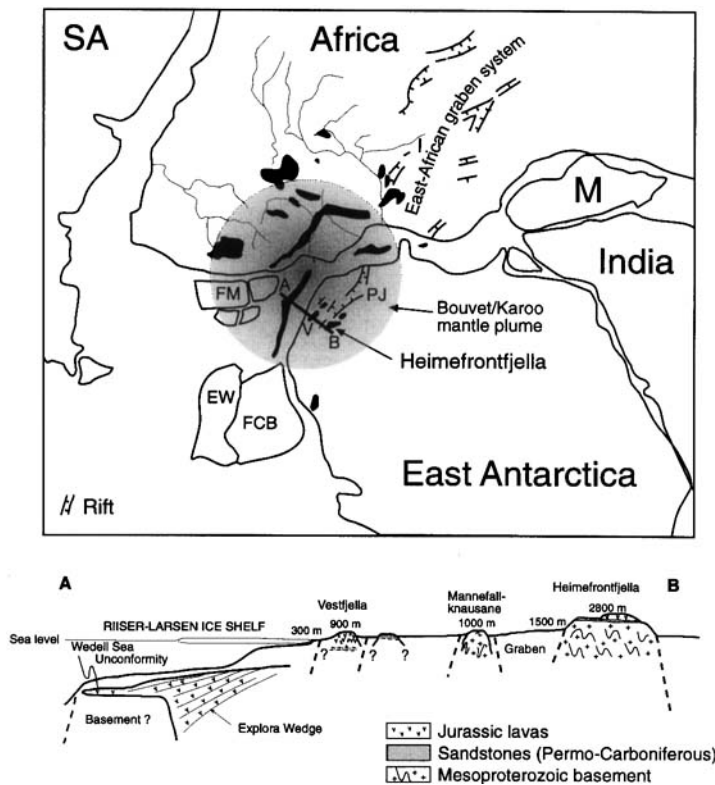 SA
Africa
East-African graben system
M
India
FM
A
PJ
V
B
Bouvet/Karoo
mantle plume
Heimefrontfjella
EW
FCB
East Antarctica
Rift
A
B
Heimefrontfjella
Vestfjella
Mannefall-
knausane
RIISER-LARSEN ICE SHELF
300 m
900 m
1000 m
1500 m
2800 m
Sea level
Wedell Sea
Unconformity
?
?
?
Graben
Basement ?
Explora Wedge
Jurassic lavas
Sandstones (Permo-Carboniferous)
Mesoproterozoic basement